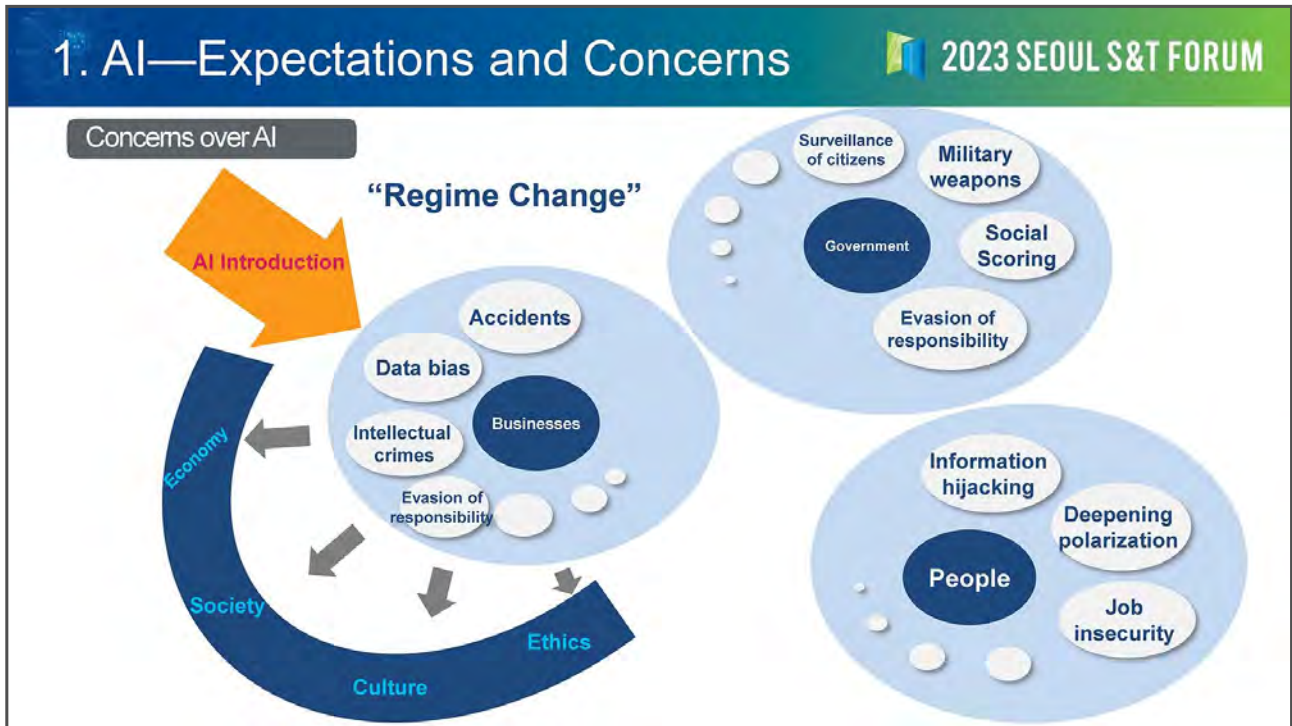 1. AI—Expectations and Concerns
2023 SEOUL S&T FORUM
Concerns over AI
"Regime Change"
AI Introduction
Accidents
Data bias
Businesses
Intellectual
crimes
Evasion of
responsibility
Economy
Society
Culture
Ethics
Surveillance
of citizens
Military
weapons
Government
Social
Scoring
Evasion of
responsibility
Information
hijacking
Deepening
polarization
People
Job
insecurity